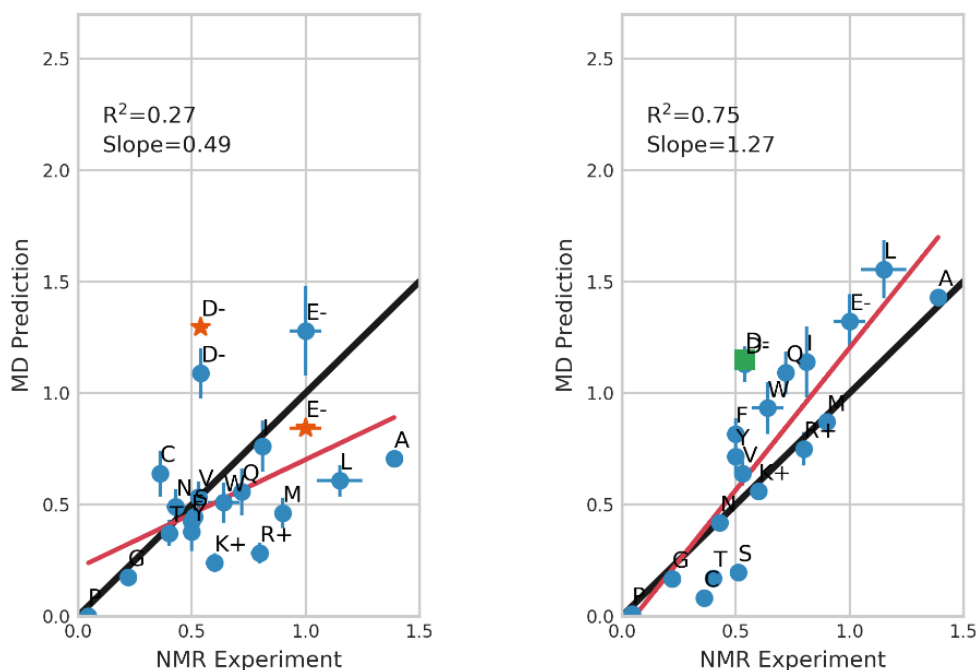 R²=0.27
Slope=0.49
MD Prediction
2.5
2.0
1.5
1.0
0.5
0.0
D-
D-
E-
E-
I
C
A
L
N
V
W
Q
M
S
T
Y
K+
R+
G
P
0.0
0.5
1.0
1.5
NMR Experiment
R²=0.75
Slope=1.27
MD Prediction
2.5
2.0
1.5
1.0
0.5
0.0
L
A
E-
D-
Q
I
W
F
M
Y
R+
V
K+
N
G
T
S
C
P
0.0
0.5
1.0
1.5
NMR Experiment